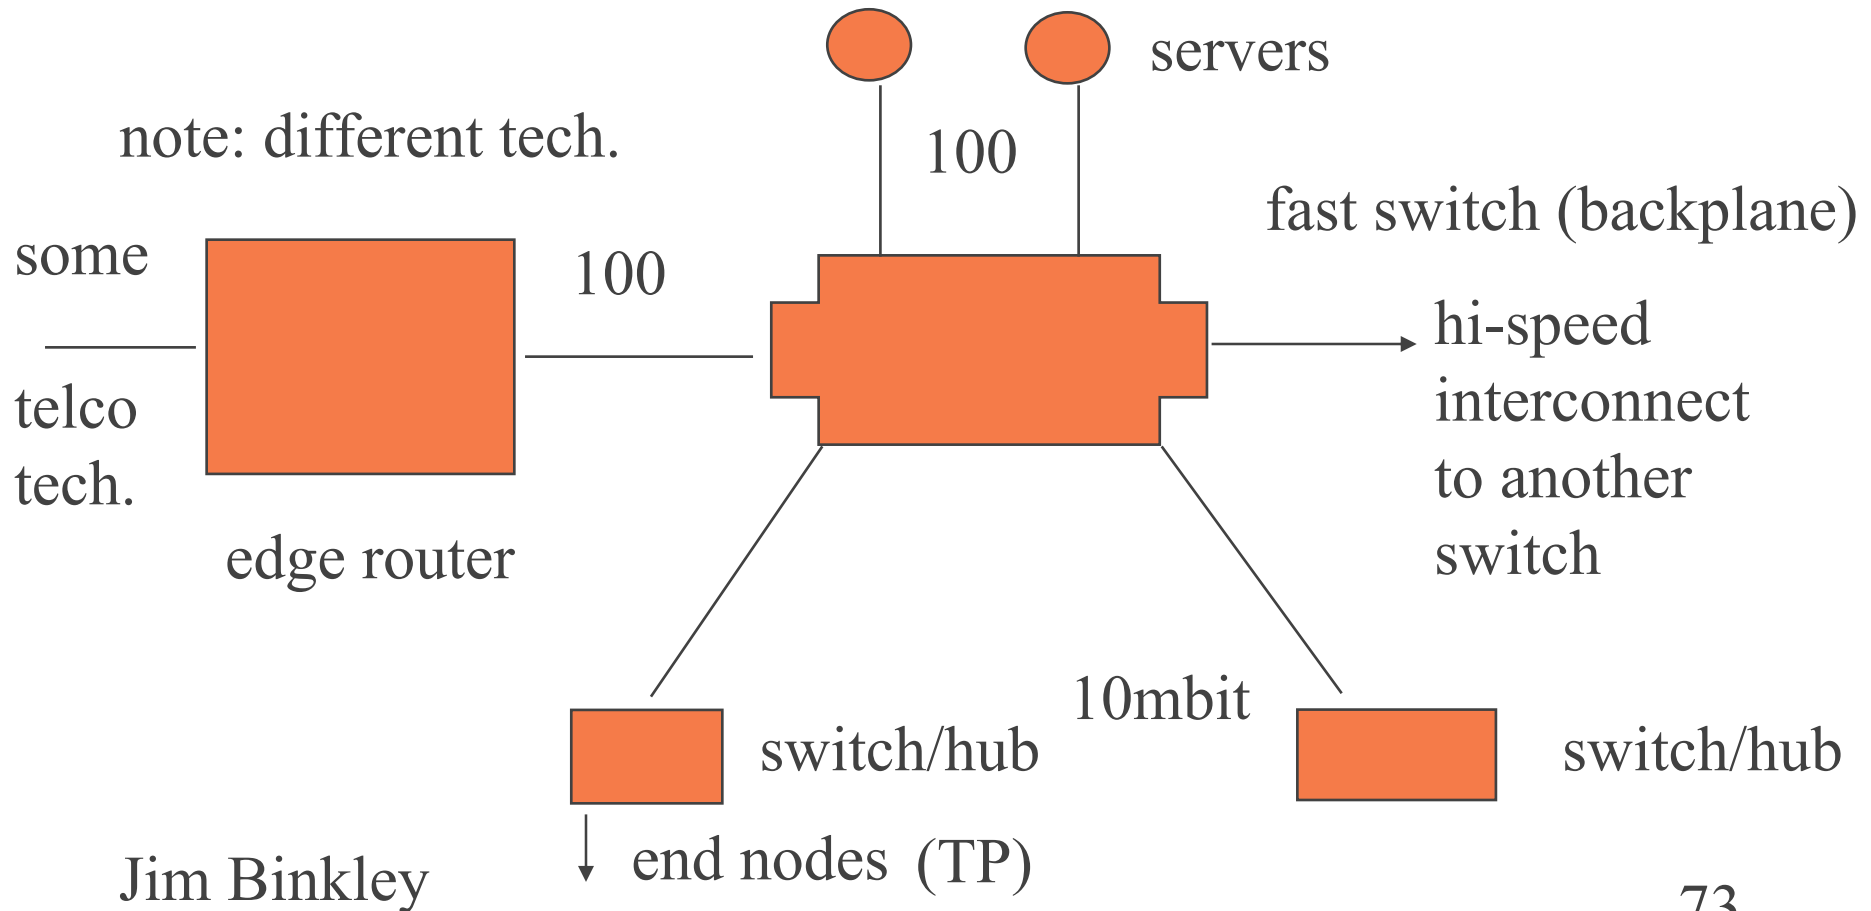 servers
note: different tech.
100
fast switch (backplane)
some
100
telco
tech.
hi-speed
interconnect
to another
switch
edge router
10mbit
switch/hub
switch/hub
end nodes (TP)
Jim Binkley
73